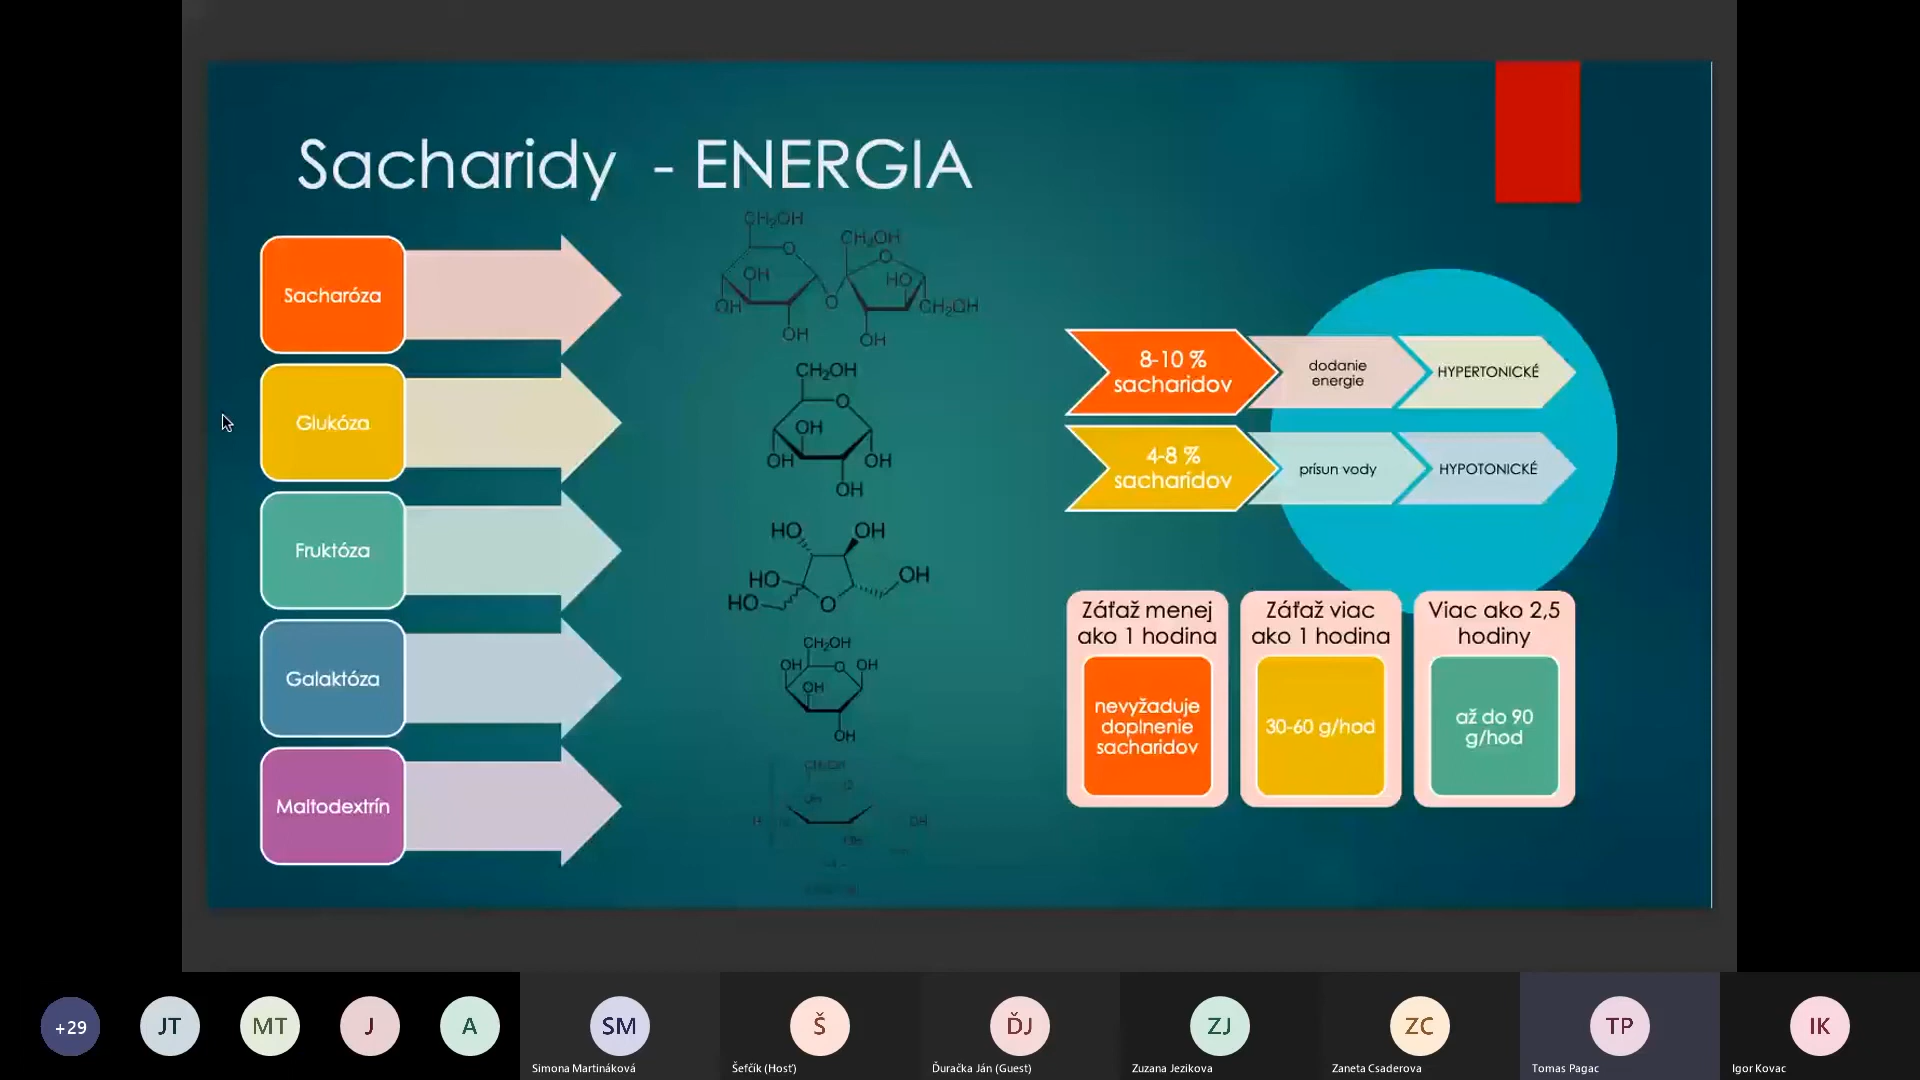 Sacharidy - ENERGIA
Sacharóza
Glukóza
Fruktóza
Galaktóza
Maltodextrín
CH₂OH
CH₂OH
O
O
OH
HO
OH
O
CH₂OH
OH
OH
CH₂OH
O
OH
OH
OH
OH
HO
OH
HO
OH
HO
O
CH₂OH
OH
O
OH
OH
OH
8-10 %
sacharidov
dodanie
energie
HYPERTONICKÉ
4-8 %
sacharidov
prísun vody
HYPOTONICKÉ
Záťaž menej
ako 1 hodina
nevyžaduje
doplnenie
sacharidov
Záťaž viac
ako 1 hodina
30-60 g/hod
Viac ako 2,5
hodiny
až do 90
g/hod
+29
JT
MT
J
A
SM
Simona Martináková
Š
Šefčík (Hosť)
ĎJ
Ďuračka Ján (Guest)
ZJ
Zuzana Jezikova
ZC
Zaneta Csaderova
TP
Tomas Pagac
IK
Igor Kovac